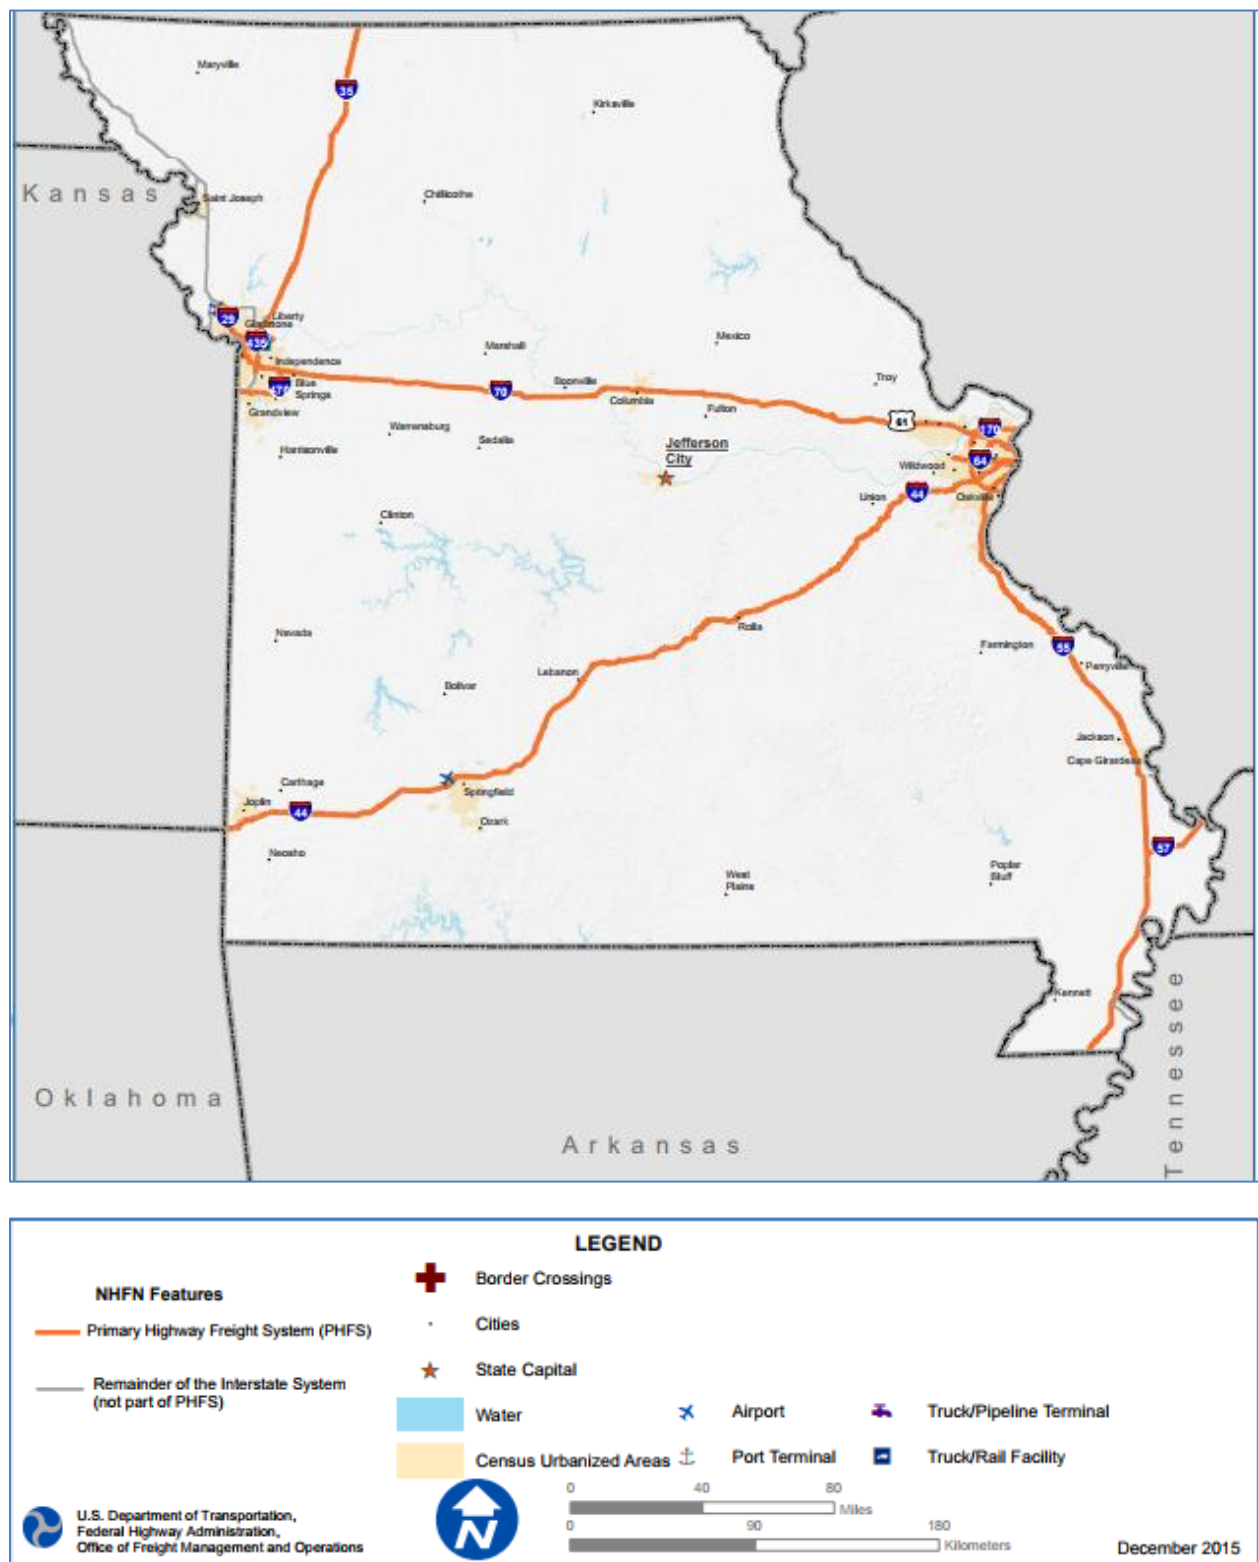 Maryville
35
Kirksville
Kansas
Saint Joseph
Chillicothe
29
Liberty
Gladstone
435
Mexico
Marshall
Independence
Troy
Blue
Springs
470
70
Boonville
Columbia
Grandview
Fulton
61
170
Warrensburg
Sedalia
Jefferson
City
Harrisonville
Wildwood
64
44
Union
Oakville
Clinton
Rolla
Nevada
Farmington
55
Perryville
Lebanon
Bolivar
Jackson
Cape Girardeau
Carthage
Joplin
44
Springfield
Ozark
Neosho
57
Poplar
Bluff
West
Plains
Kennett
Tennessee
Oklahoma
Arkansas
LEGEND
NHFN Features
Primary Highway Freight System (PHFS)
Remainder of the Interstate System
(not part of PHFS)
Border Crossings
Cities
State Capital
Water
Census Urbanized Areas
Airport
Port Terminal
Truck/Pipeline Terminal
Truck/Rail Facility
U.S. Department of Transportation,
Federal Highway Administration,
Office of Freight Management and Operations
N
0 40 80
Miles
0 90 180
Kilometers
December 2015